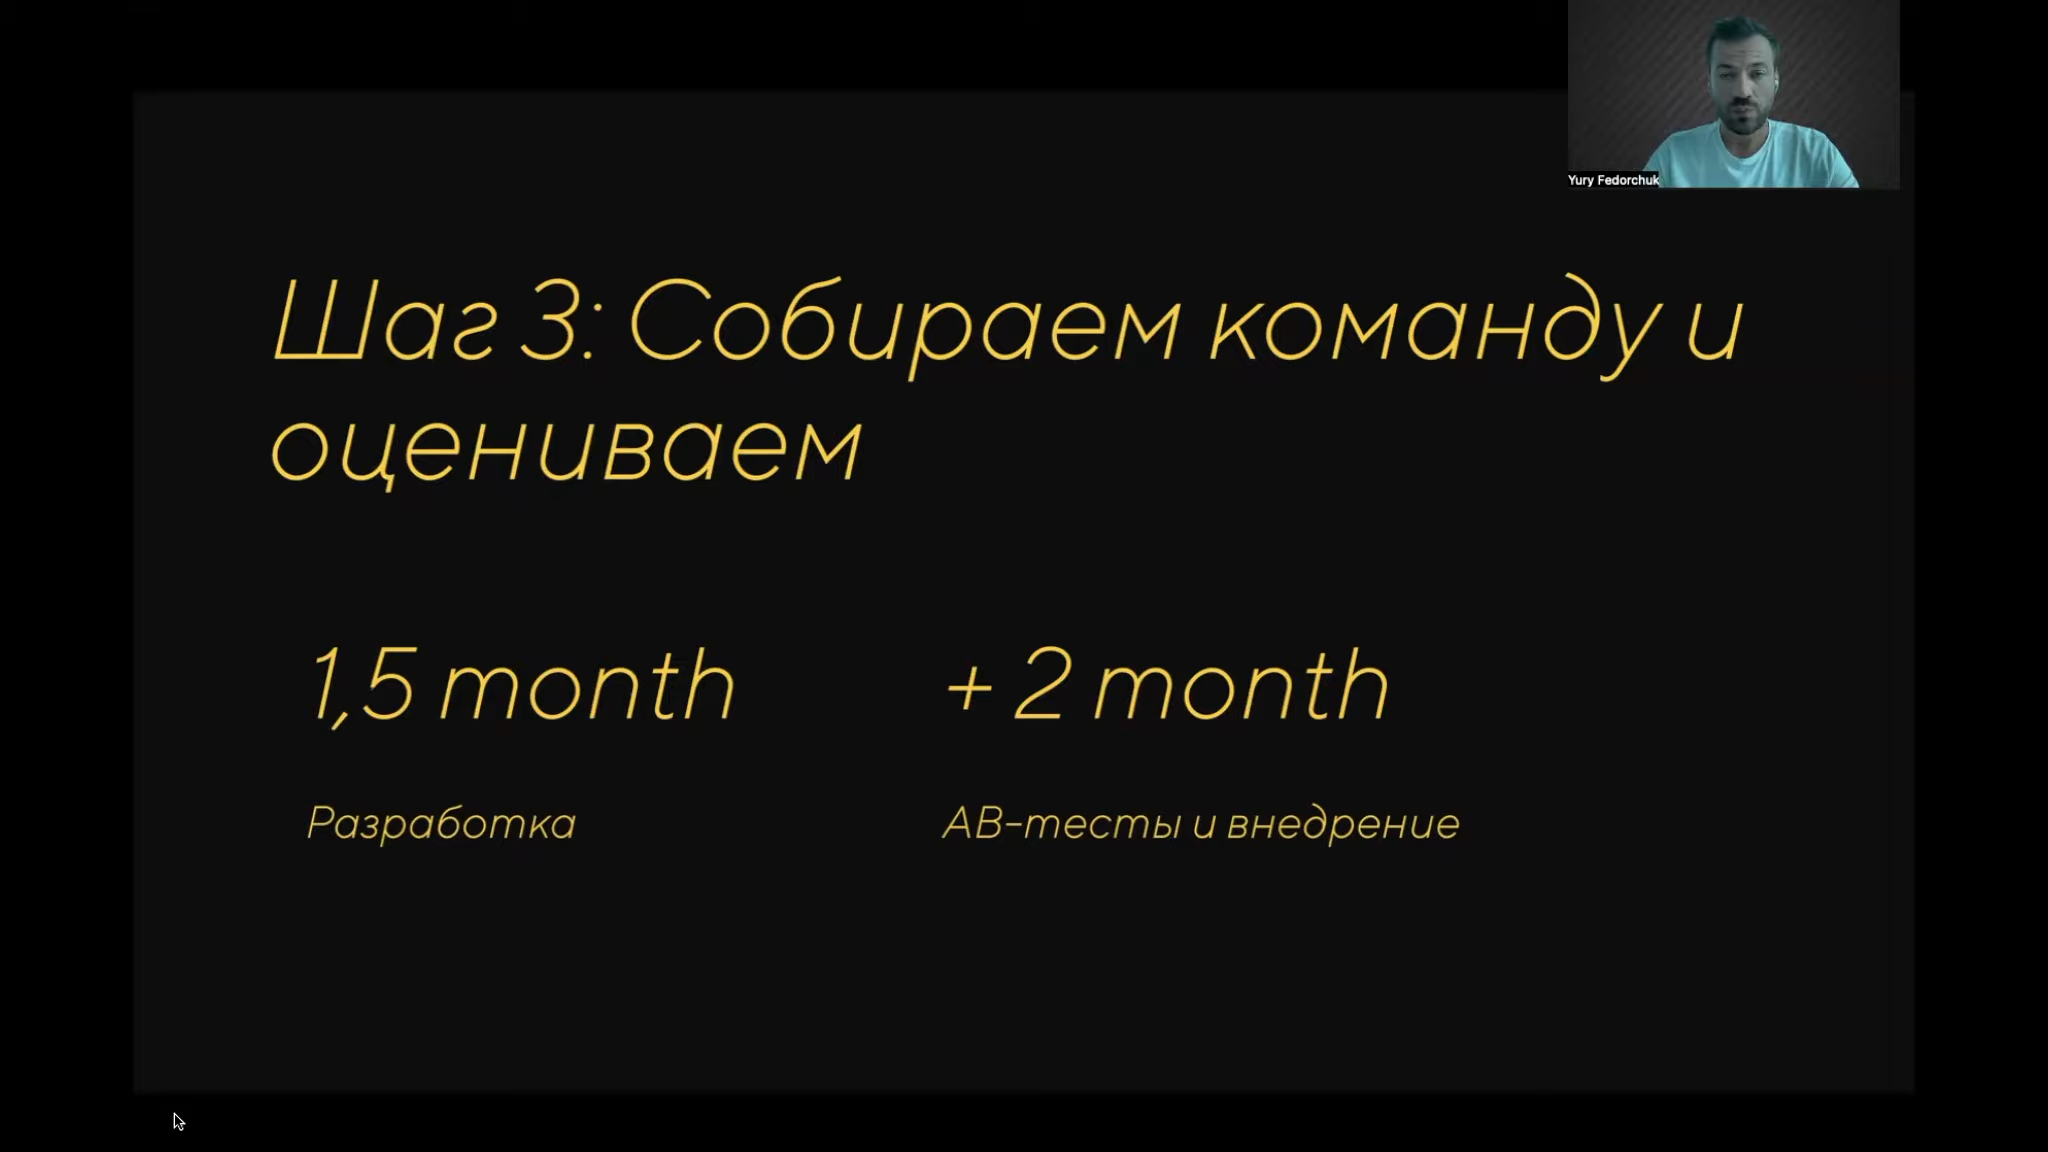 Yury Fedorchuk
Шаг 3: Собираем команду и
оцениваем
1,5 month
+ 2 month
Разработка
АВ-тесты и внедрение